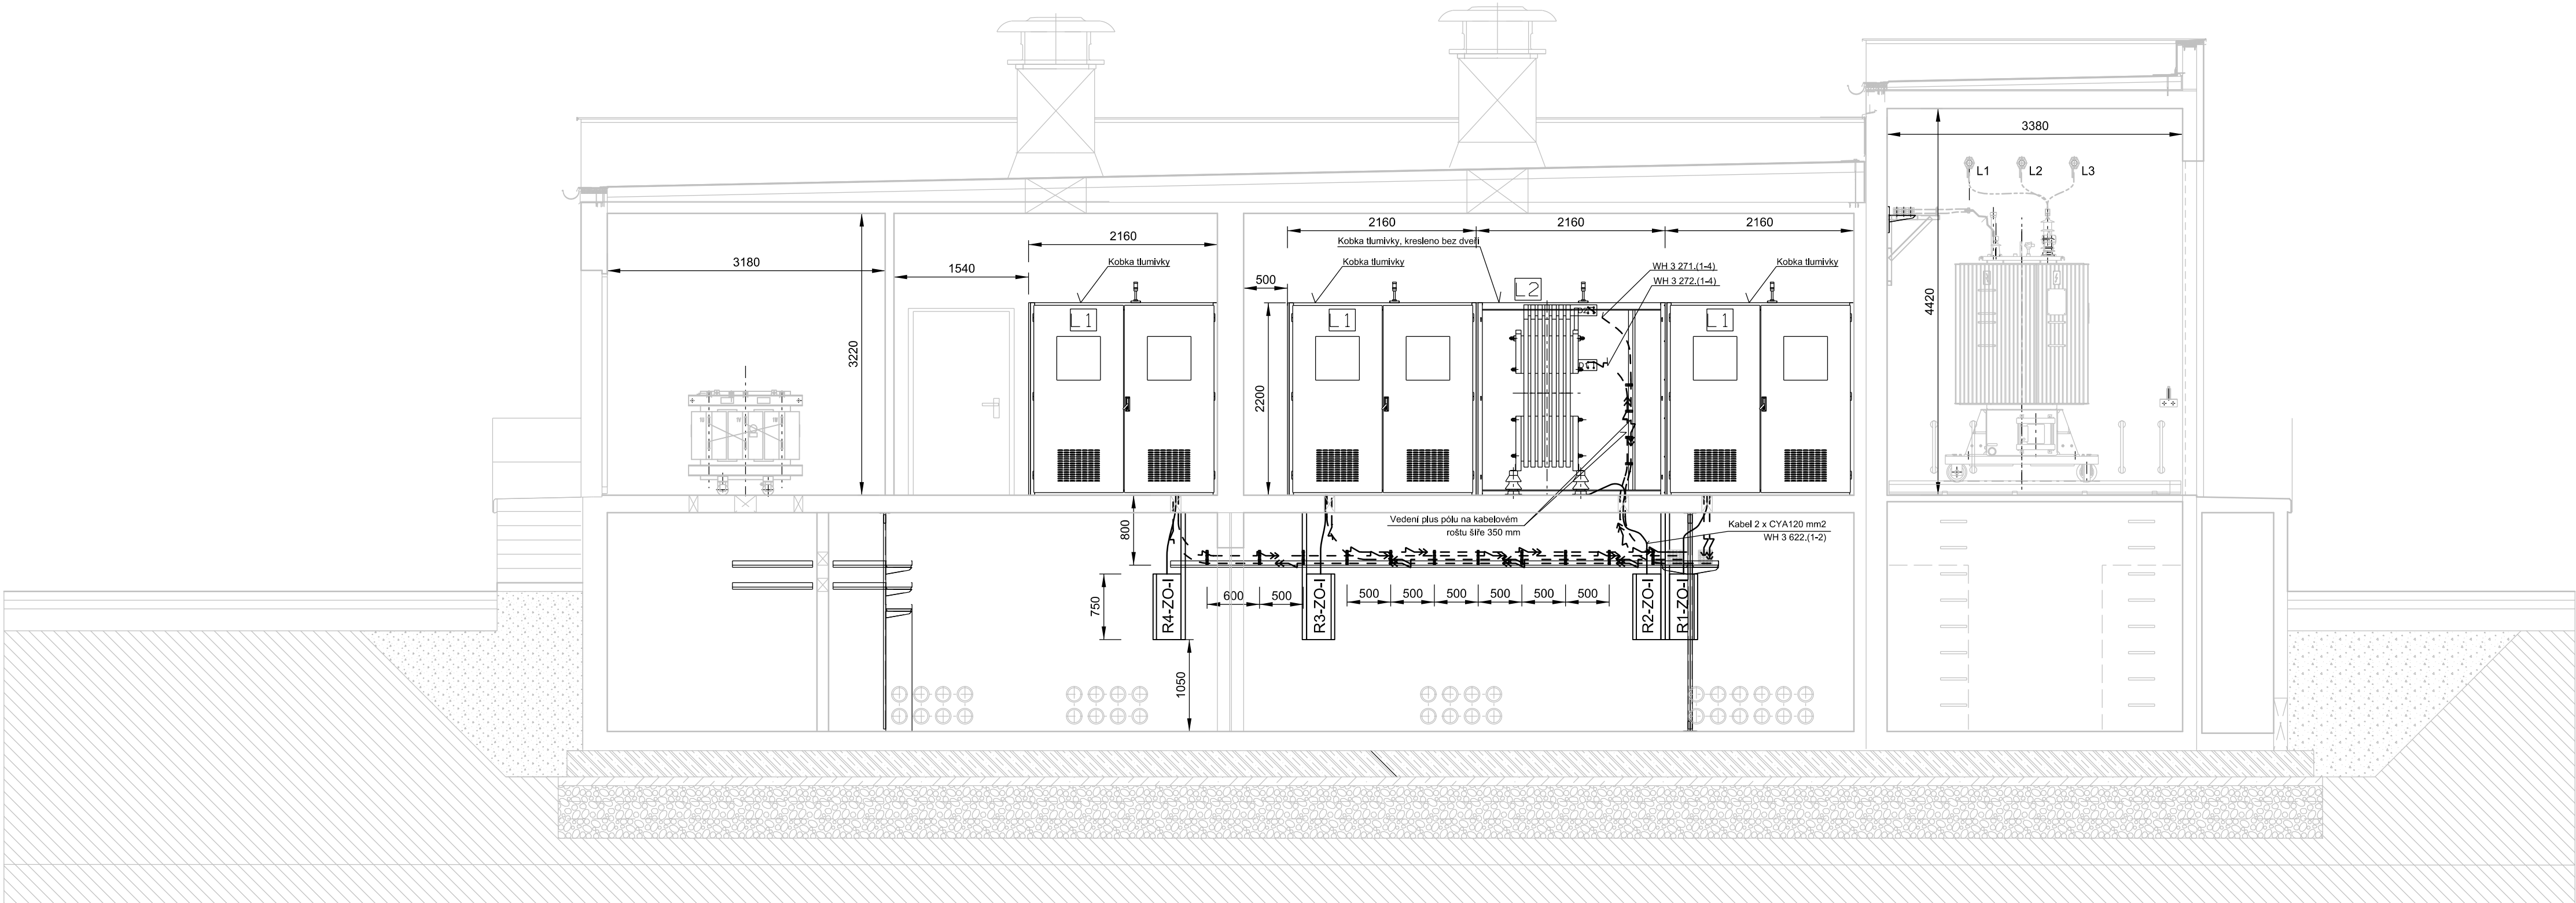 3380
L1
L2
L3
2160
2160
2160
2160
Kobka tlumivky, kresleno bez dveří
3180
1540
Kobka tlumivky
Kobka tlumivky
WH 3 271.(1-4)
Kobka tlumivky
WH 3 272.(1-4)
500
L2
4420
L1
L1
L1
3220
2200
Vedení plus pólu na kabelovém
roštu šíře 350 mm
Kabel 2 x CYA120 mm2
WH 3 622.(1-2)
800
600
500
500
500
500
500
500
500
750
R4-ZO-I
R3-ZO-I
R2-ZO-I
R1-ZO-I
1050